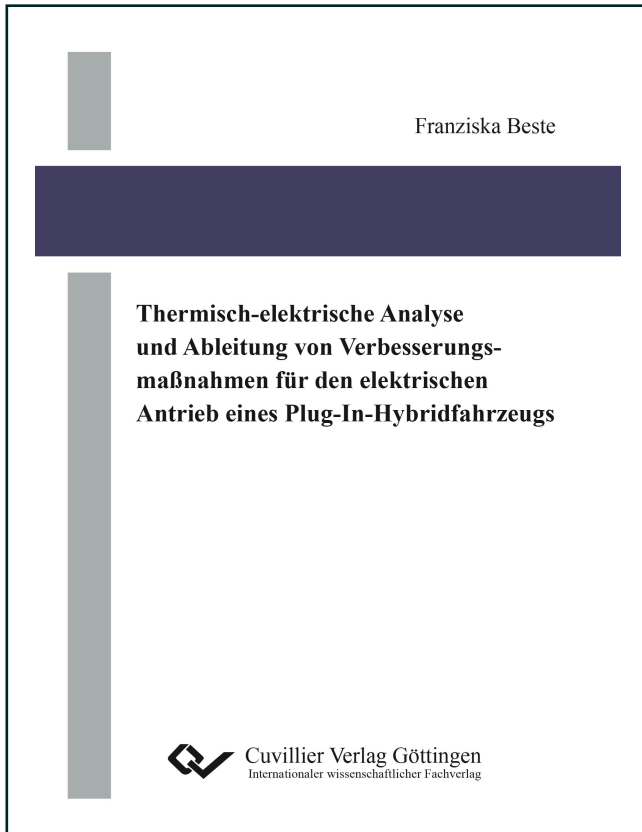 Franziska Beste
Thermisch-elektrische Analyse
und Ableitung von Verbesserungs-
maßnahmen für den elektrischen
Antrieb eines Plug-In-Hybridfahrzeugs
Cuvillier Verlag Göttingen
Internationaler wissenschaftlicher Fachverlag